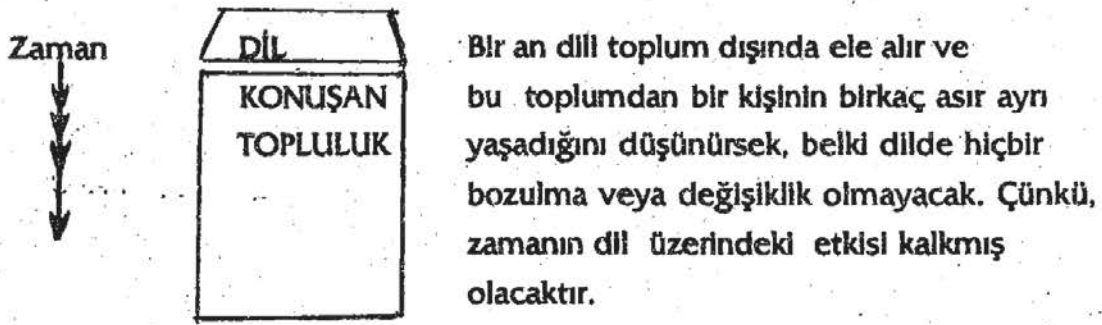 Zaman
DİL
KONUŞAN
TOPLULUK
Bir an dili toplum dışında ele alır ve
bu toplumdan bir kişinin birkaç asır ayrı
yaşadığını düşünürsek, belki dilde hiçbir
bozulma veya değişiklik olmayacak. Çünkü,
zamanın dil üzerindeki etkisi kalkmış
olacaktır.